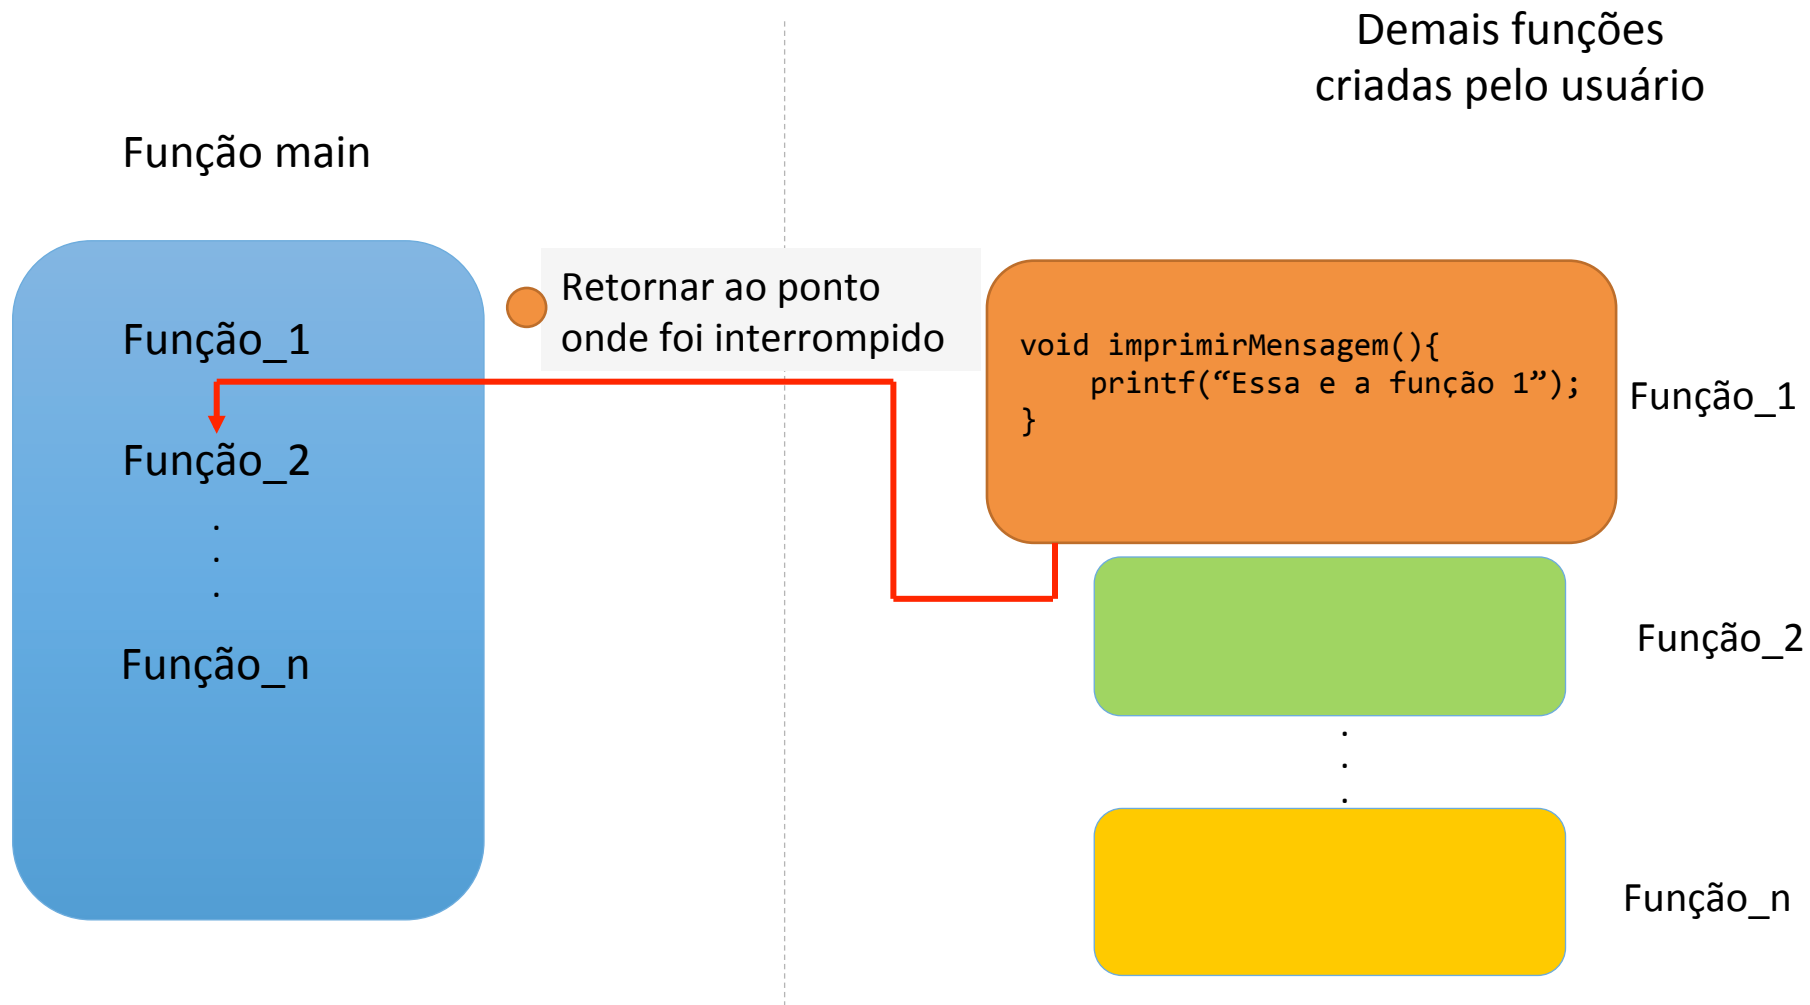 Demais funções
criadas pelo usuário
Função main
Função_1
Função_2
.
.
.
Função_n
Retornar ao ponto
onde foi interrompido
void imprimirMensagem(){
    printf(“Essa e a função 1”);
}
Função_1
Função_2
.
.
.
Função_n